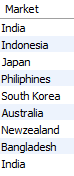 Market
India
Indonesia
Japan
Philiphines
South Korea
Australia
Newzealand
Bangladesh
India